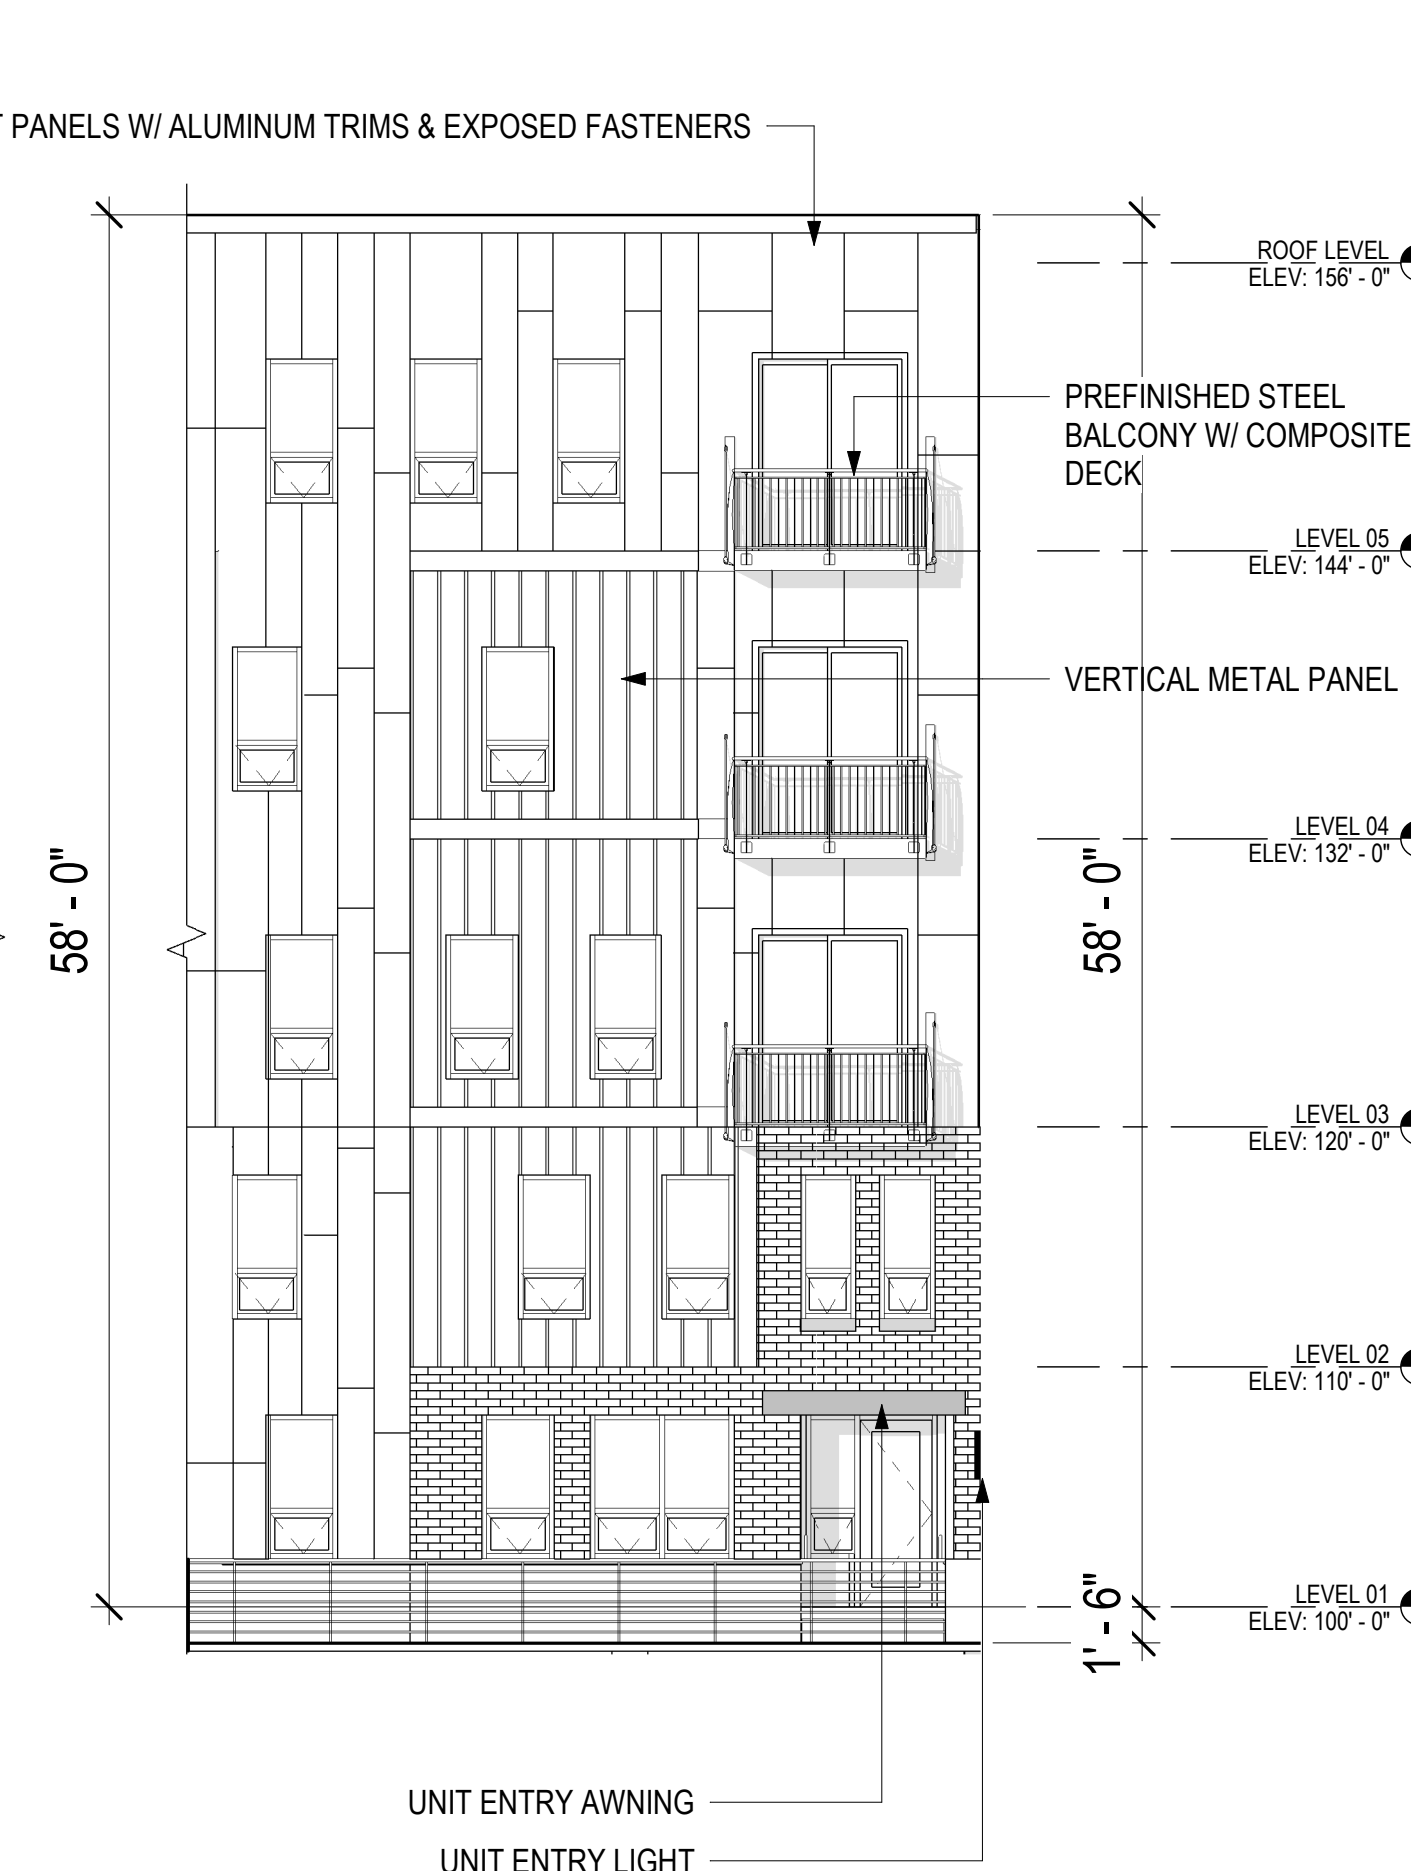 PANELS W/ ALUMINUM TRIMS & EXPOSED FASTENERS
ROOF LEVEL
ELEV: 156' - 0"
PREFINISHED STEEL
BALCONY W/ COMPOSITE
DECK
LEVEL 05
ELEV: 144' - 0"
VERTICAL METAL PANEL
LEVEL 04
ELEV: 132' - 0"
58' - 0"
58' - 0"
LEVEL 03
ELEV: 120' - 0"
LEVEL 02
ELEV: 110' - 0"
LEVEL 01
ELEV: 100' - 0"
1' - 6"
UNIT ENTRY AWNING
UNIT ENTRY LIGHT